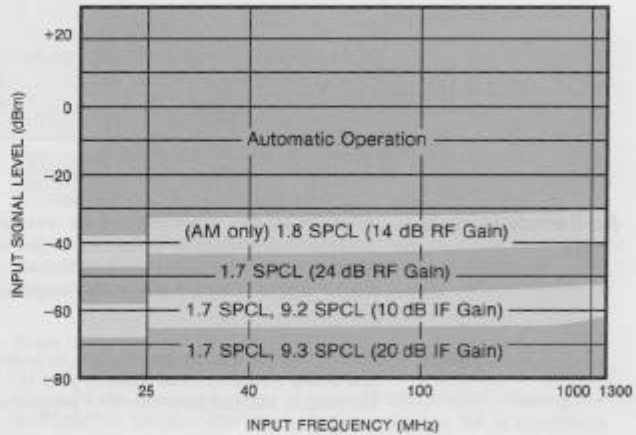 +20
0
−20
−40
−60
−80
INPUT SIGNAL LEVEL (dBm)
Automatic Operation
(AM only) 1.8 SPCL (14 dB RF Gain)
1.7 SPCL (24 dB RF Gain)
1.7 SPCL, 9.2 SPCL (10 dB IF Gain)
1.7 SPCL, 9.3 SPCL (20 dB IF Gain)
25 40 100 1000 1300
INPUT FREQUENCY (MHz)